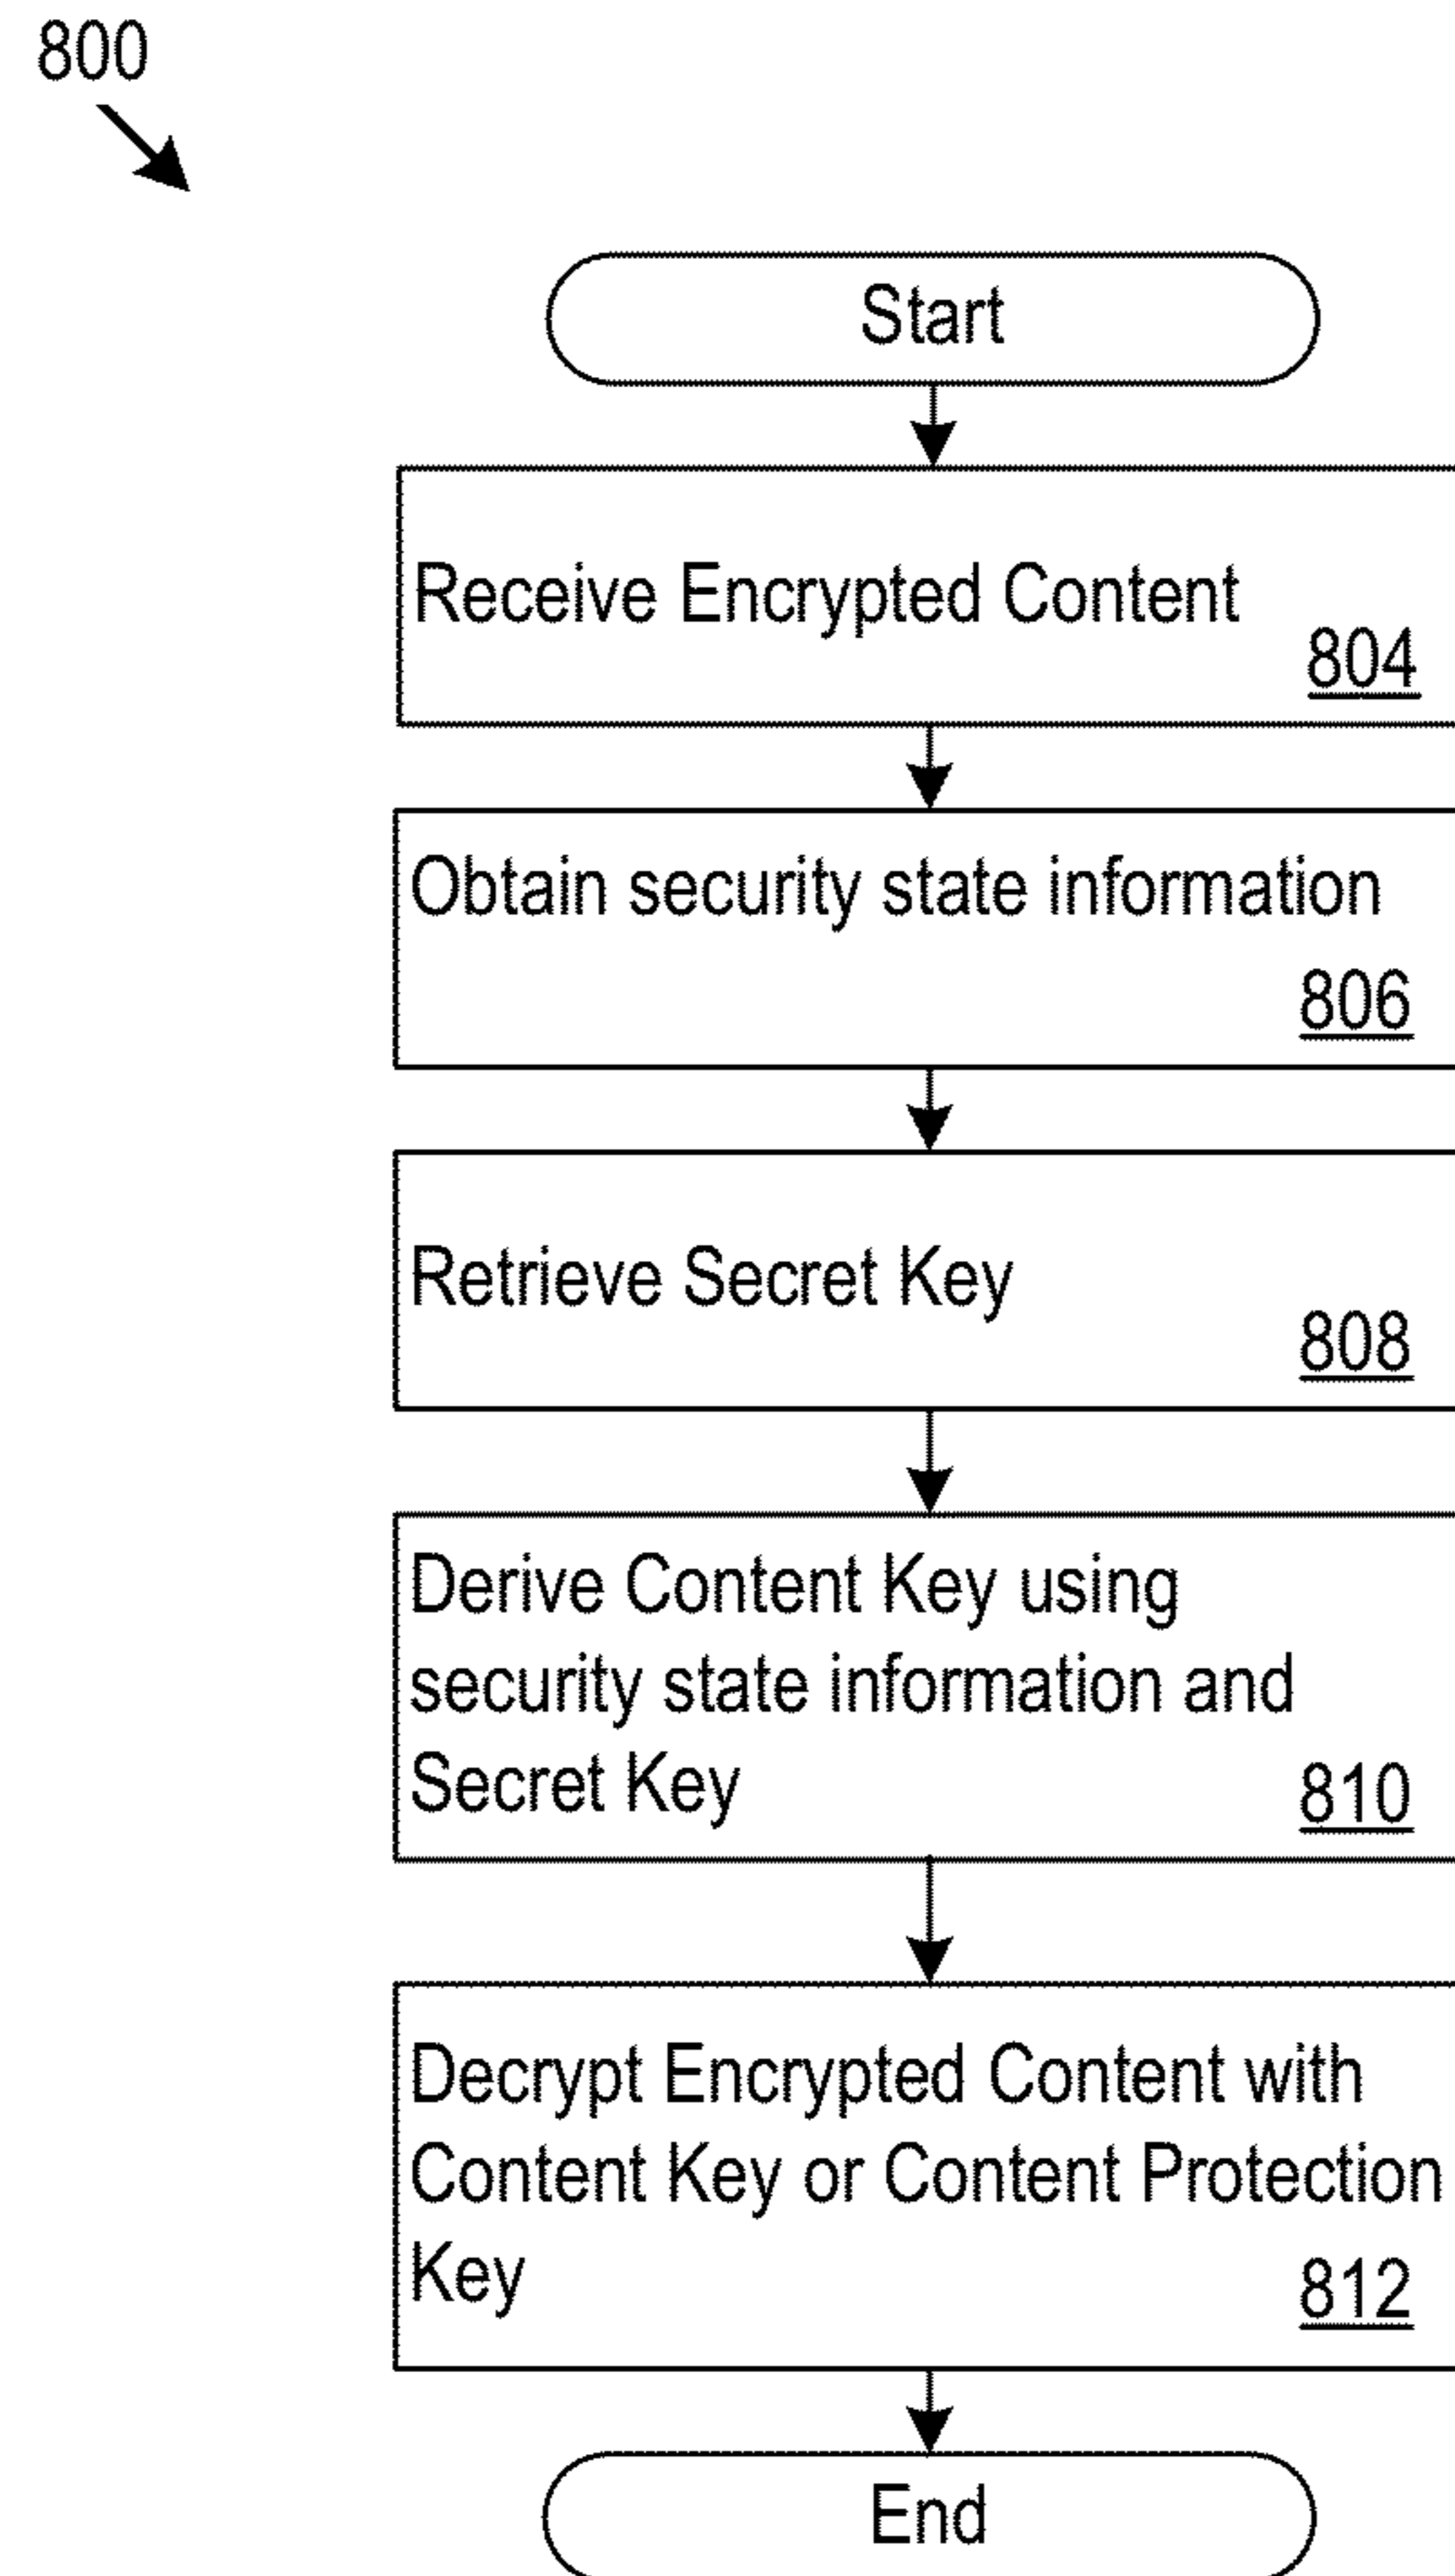 800
Start
Receive Encrypted Content
804
Obtain security state information
806
Retrieve Secret Key
808
Derive Content Key using
security state information and
Secret Key 810
Decrypt Encrypted Content with
Content Key or Content Protection
Key 812
End